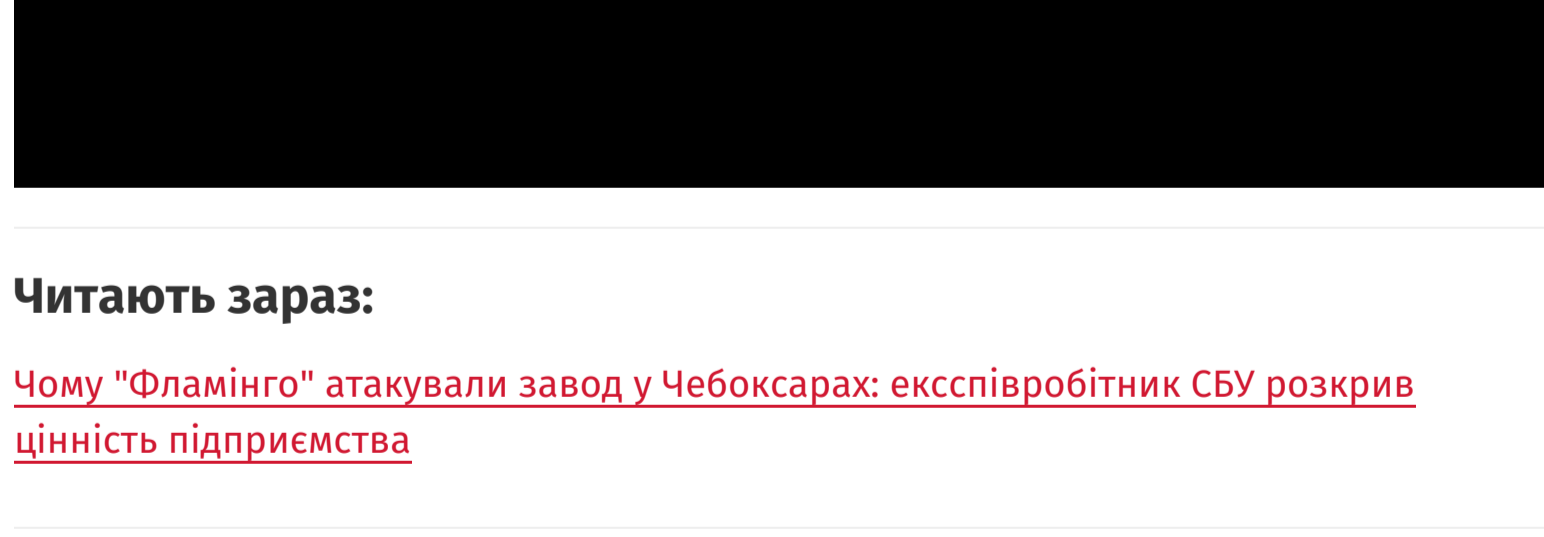 Читають зараз:
Чому "Фламінго" атакували завод у Чебоксарах: ексспівробітник СБУ розкрив
цінність підприємства